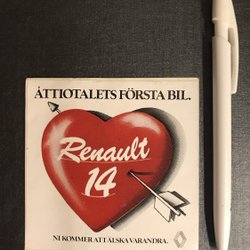 ÅTTIOTALETS FÖRSTA BIL.
Renault
14
NI KOMMER ATT ÄLSKA VARANDRA.